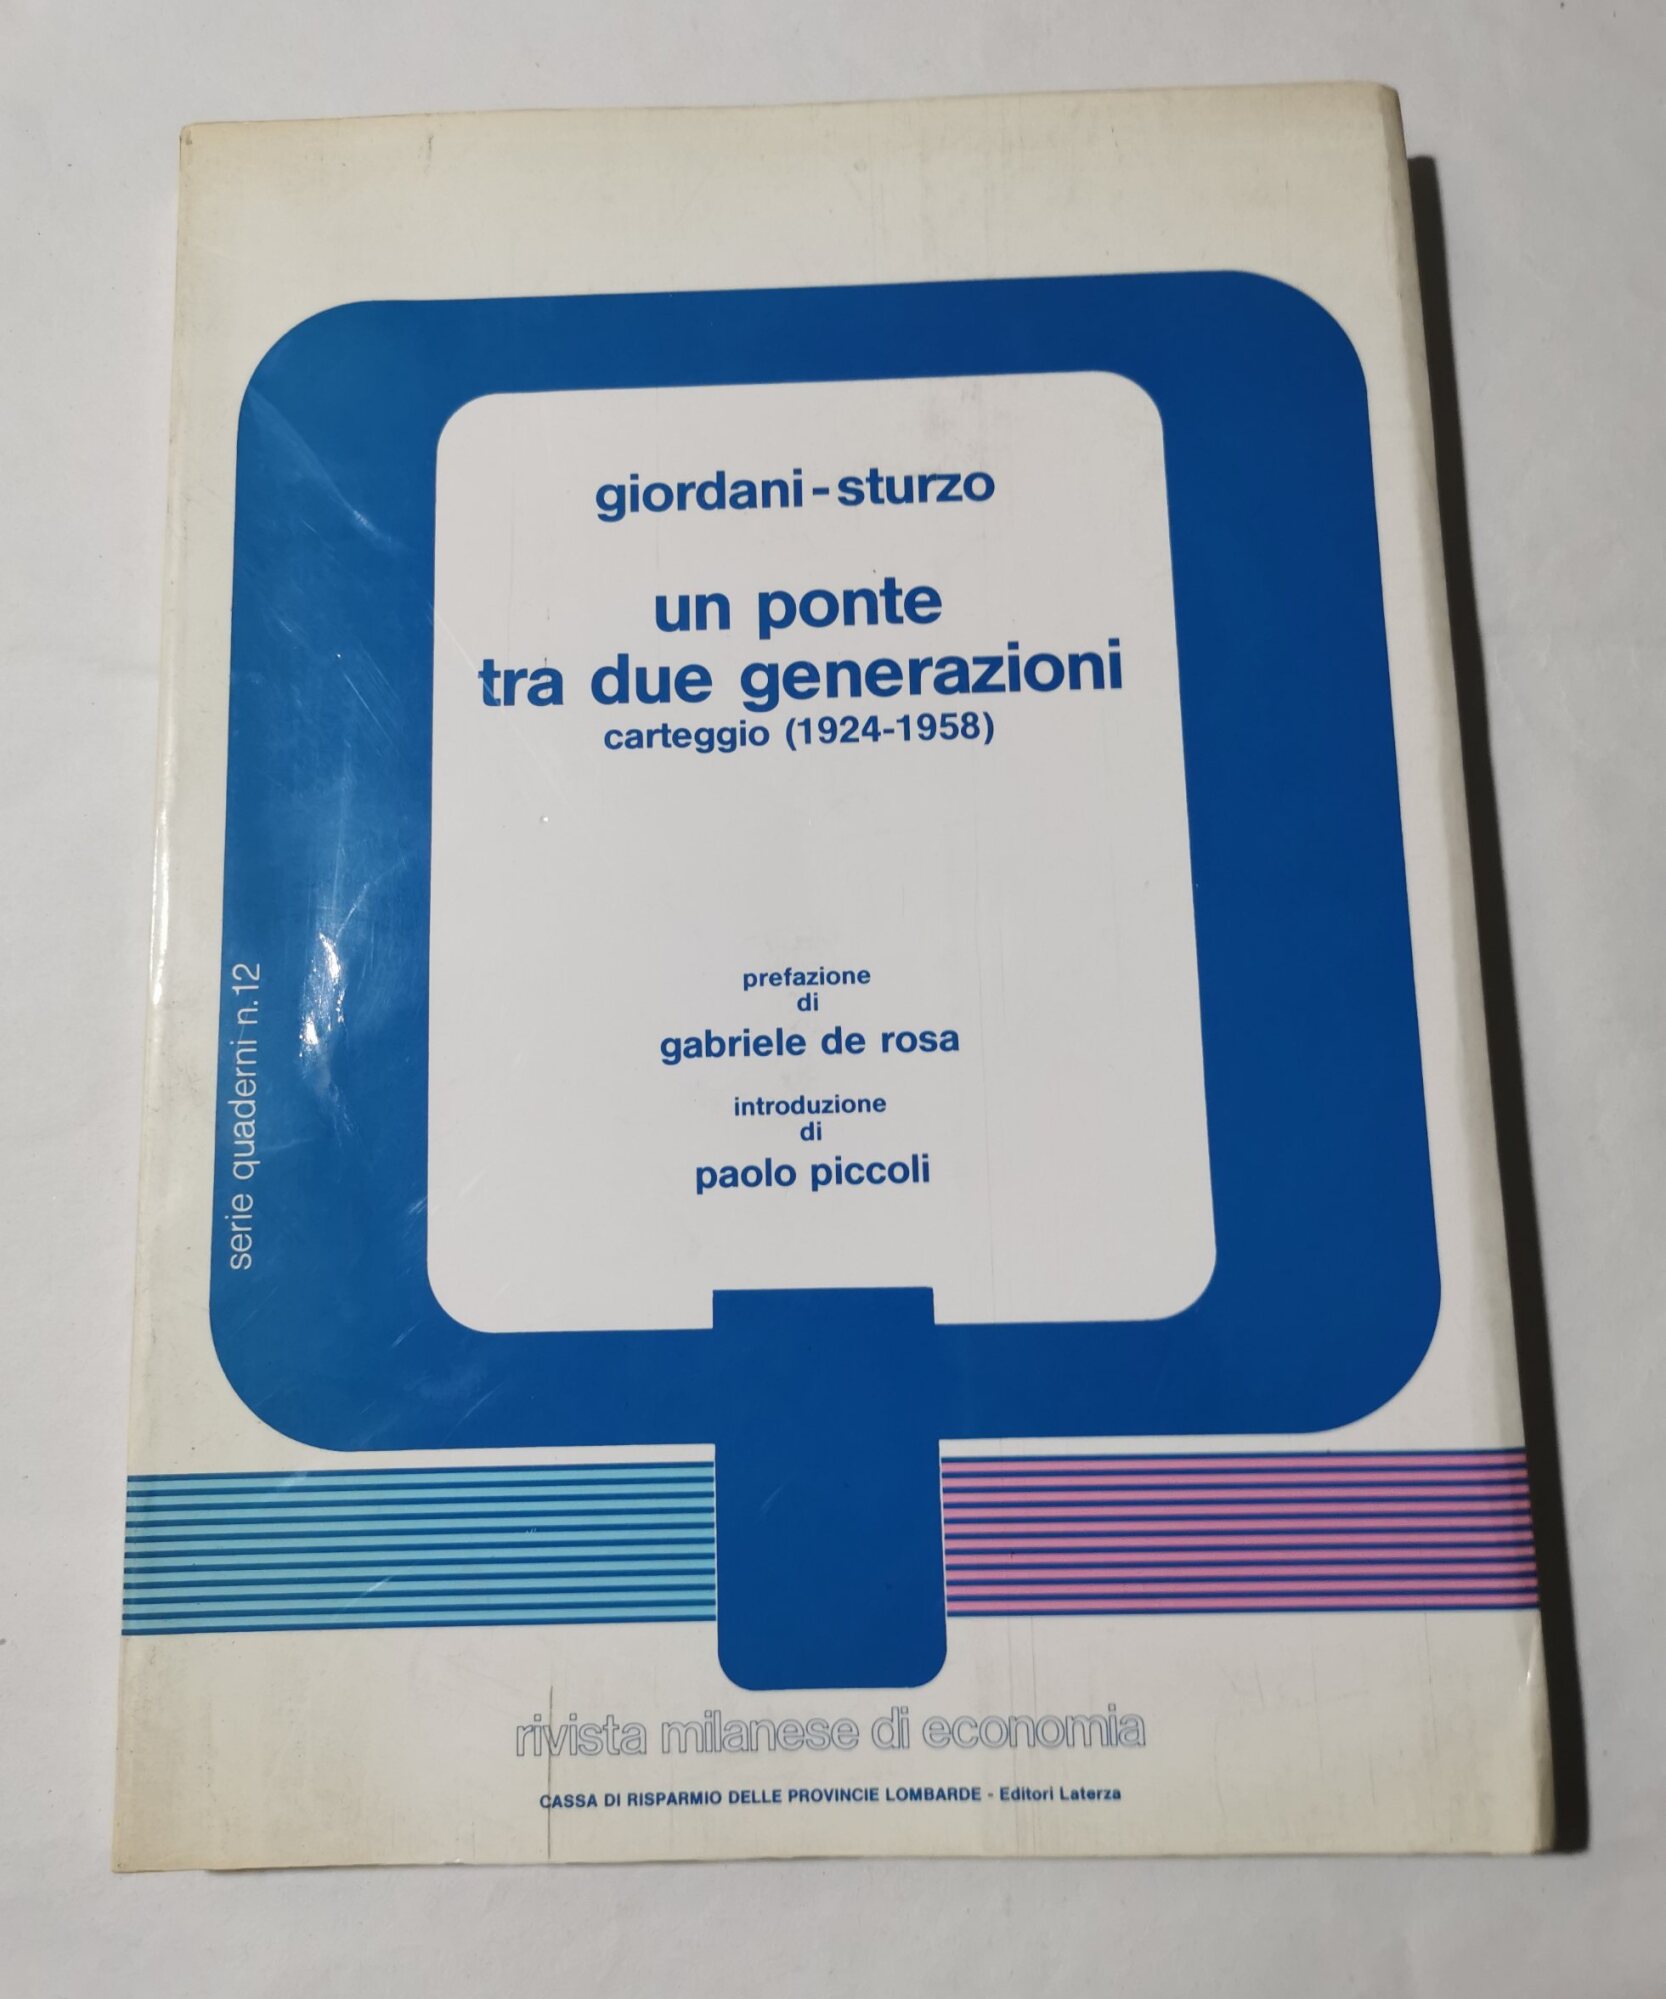 giordani-sturzo
un ponte
tra due generazioni
carteggio (1924-1958)
prefazione
di
gabriele de rosa
introduzione
di
paolo piccoli
serie quaderni n.12
rivista milanese di economia
CASSA DI RISPARMIO DELLE PROVINCIE LOMBARDE - Editori Laterza